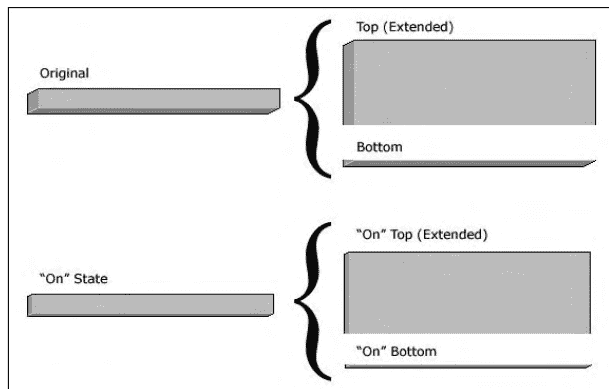 Original
Top (Extended)
Bottom
“On” State
“On” Top (Extended)
“On” Bottom